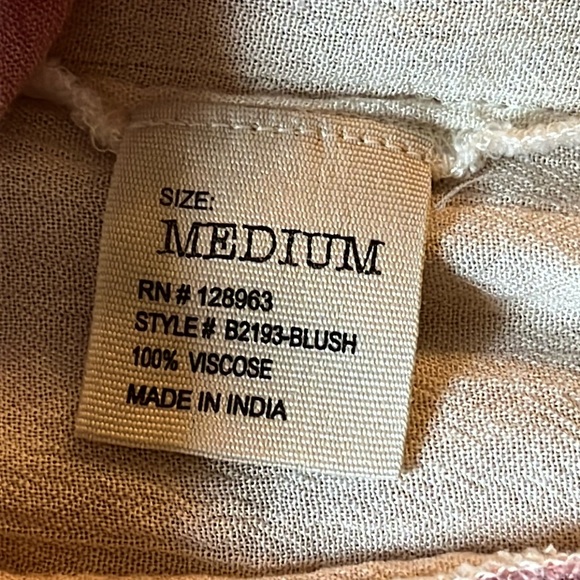 SIZE:
MEDIUM
RN # 128963
STYLE# B2193-BLUSH
100% VISCOSE
MADE IN INDIA